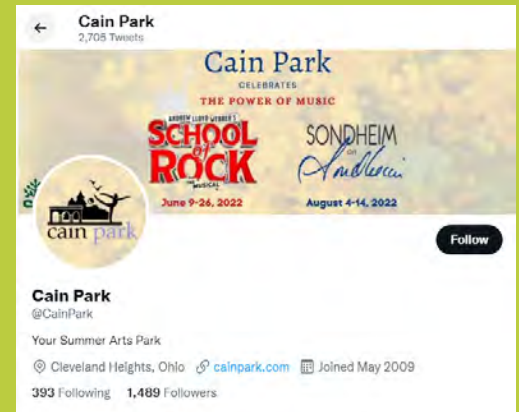 Cain Park
2,705 Tweets
Cain Park
CELEBRATES
THE POWER OF MUSIC
ANDREW LLOYD WEBBER'S
SCHOOL
of
ROCK
THE MUSICAL
June 9-26, 2022
SONDHEIM
on
Sondheim
August 4-14, 2022
cain park
Follow
Cain Park
@CainPark
Your Summer Arts Park
Cleveland Heights, Ohio cainpark.com Joined May 2009
393 Following 1,489 Followers